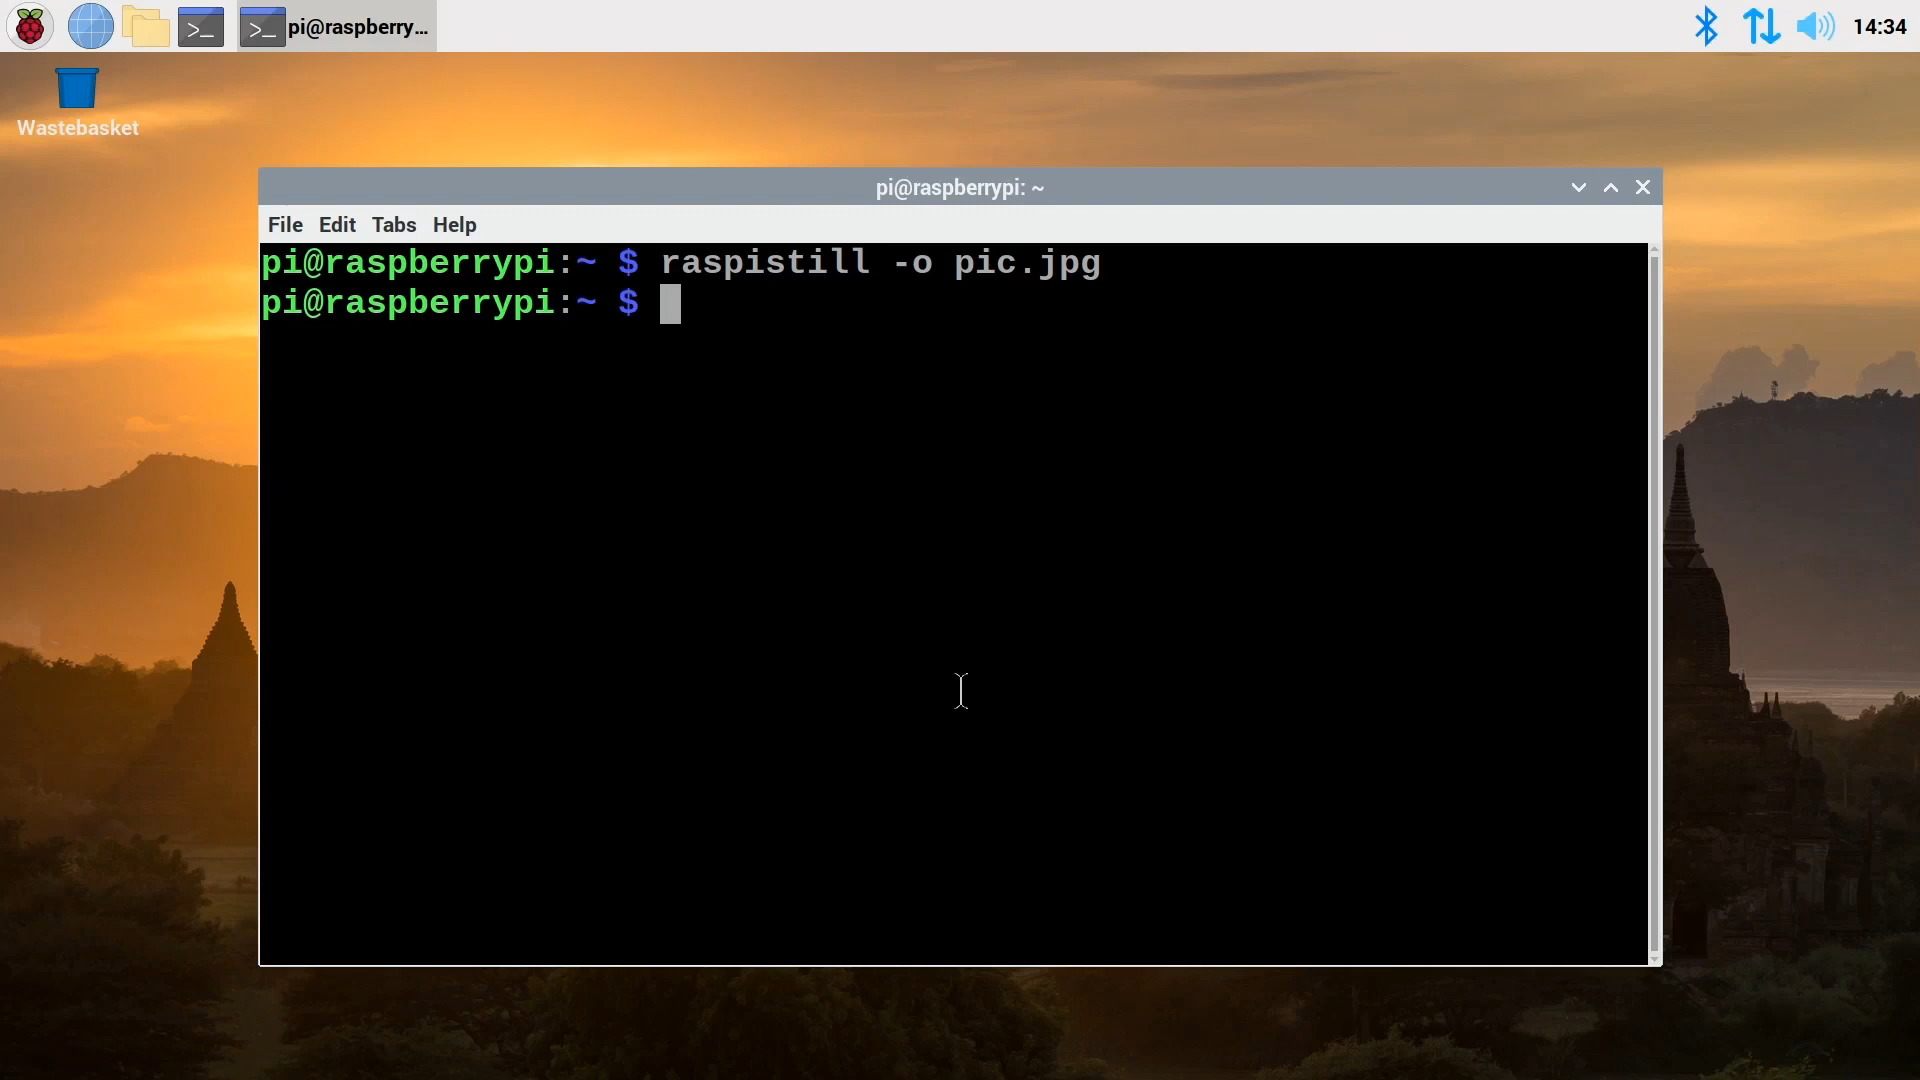 pi@raspberry...
14:34
Wastebasket
pi@raspberrypi: ~
File Edit Tabs Help
pi@raspberrypi:~ $ raspistill -o pic.jpg
pi@raspberrypi:~ $